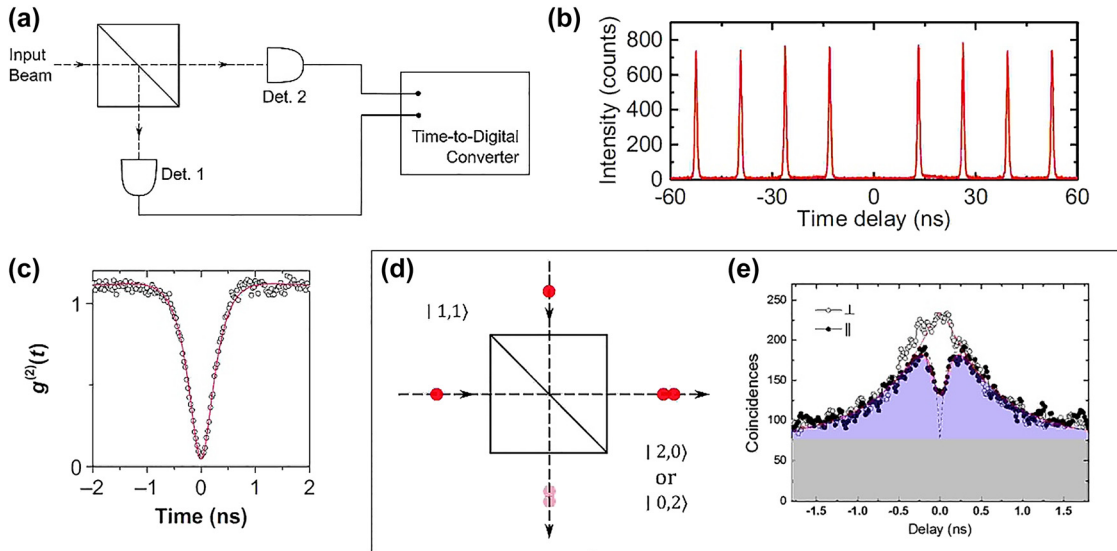 (a)
Input
Beam
Det. 2
Det. 1
Time-to-Digital
Converter
(b)
Intensity (counts)
800
600
400
200
0
-60
-30
0
30
60
Time delay (ns)
(c)
g(2)(t)
1
0
−2
−1
0
1
2
Time (ns)
(d)
| 1,1⟩
| 2,0⟩
or
| 0,2⟩
(e)
⊥
||
Coincidences
250
200
150
100
50
0
-1.5
-1.0
-0.5
0.0
0.5
1.0
1.5
Delay (ns)